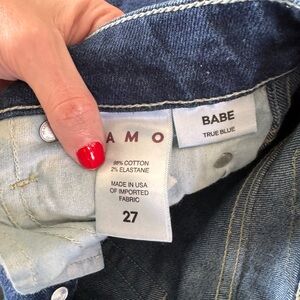 AMO
98% COTTON
2% ELASTANE
MADE IN USA
OF IMPORTED
FABRIC
27
BABE
TRUE BLUE